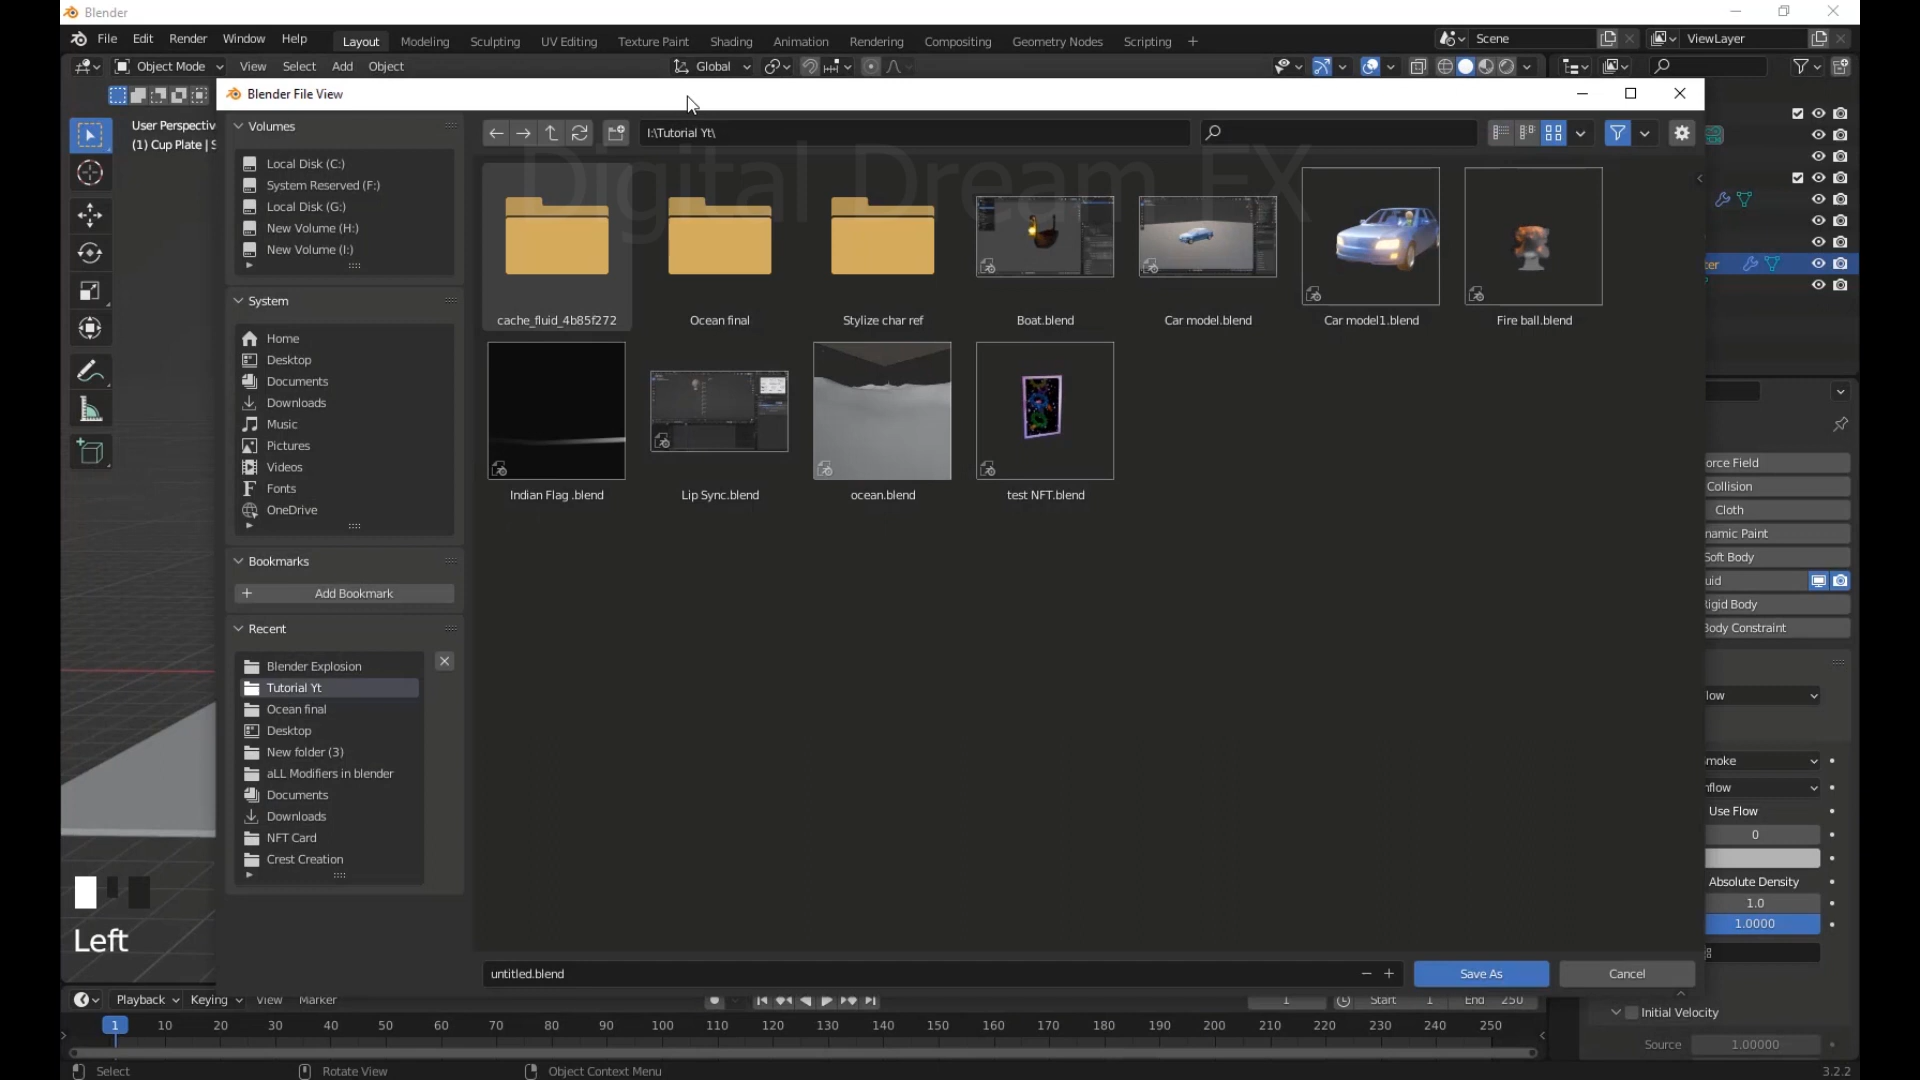 Blender
File Edit Render Window Help Layout Modeling Sculpting UV Editing Texture Paint Shading Animation Rendering Compositing Geometry Nodes Scripting + Scene ViewLayer
Object Mode View Select Add Object Global
Blender File View
User Perspectiv
(1) Cup Plate | S
Volumes
I:\Tutorial Yt\
Digital Dream FX
Local Disk (C:)
System Reserved (F:)
Local Disk (G:)
New Volume (H:)
New Volume (I:)
cache_fluid_4b85f272 Ocean final Stylize char ref Boat.blend Car model.blend Car model1.blend Fire ball.blend
System
Home
Desktop
Documents
Downloads
Music
Pictures
Videos
Fonts
OneDrive
Indian Flag .blend Lip Sync.blend ocean.blend test NFT.blend
Bookmarks
+ Add Bookmark
Recent
Blender Explosion
Tutorial Yt
Ocean final
Desktop
New folder (3)
aLL Modifiers in blender
Documents
Downloads
NFT Card
Crest Creation
ter
orce Field
Collision
Cloth
namic Paint
Soft Body
uid
Rigid Body
Body Constraint
low
moke
nflow
Use Flow
0
Absolute Density
1.0
1.0000
Left
untitled.blend − + Save As Cancel
Playback Keying View Marker 1 Start 1 End 250
1 10 20 30 40 50 60 70 80 90 100 110 120 130 140 150 160 170 180 190 200 210 220 230 240 250
Initial Velocity
Source 1.00000
Select Rotate View Object Context Menu 3.2.2